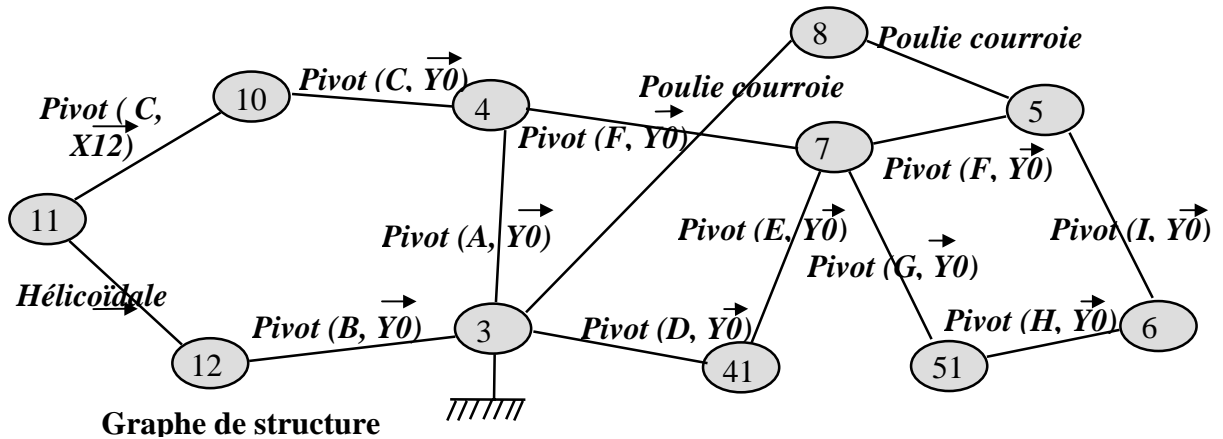 8
Poulie courroie
Pivot (C, Y0)
Poulie courroie
10
4
5
Pivot ( C,
X12)
Pivot (F, Y0)
7
Pivot (F, Y0)
11
Pivot (A, Y0)
Pivot (E, Y0)
Pivot (I, Y0)
Pivot (G, Y0)
Hélicoïdale
Pivot (B, Y0)
3
Pivot (D, Y0)
Pivot (H, Y0)
6
12
41
51
Graphe de structure